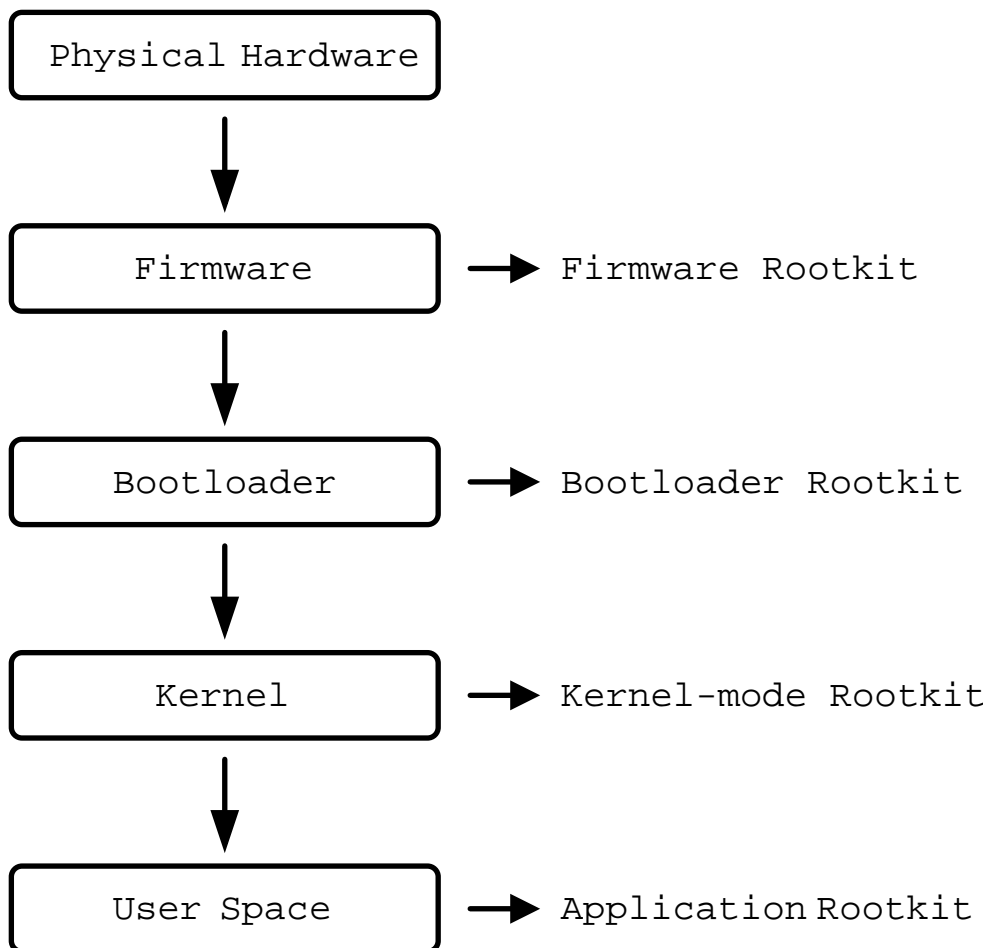 Physical Hardware
Firmware
Firmware Rootkit
Bootloader
Bootloader Rootkit
Kernel
Kernel-mode Rootkit
User Space
Application Rootkit